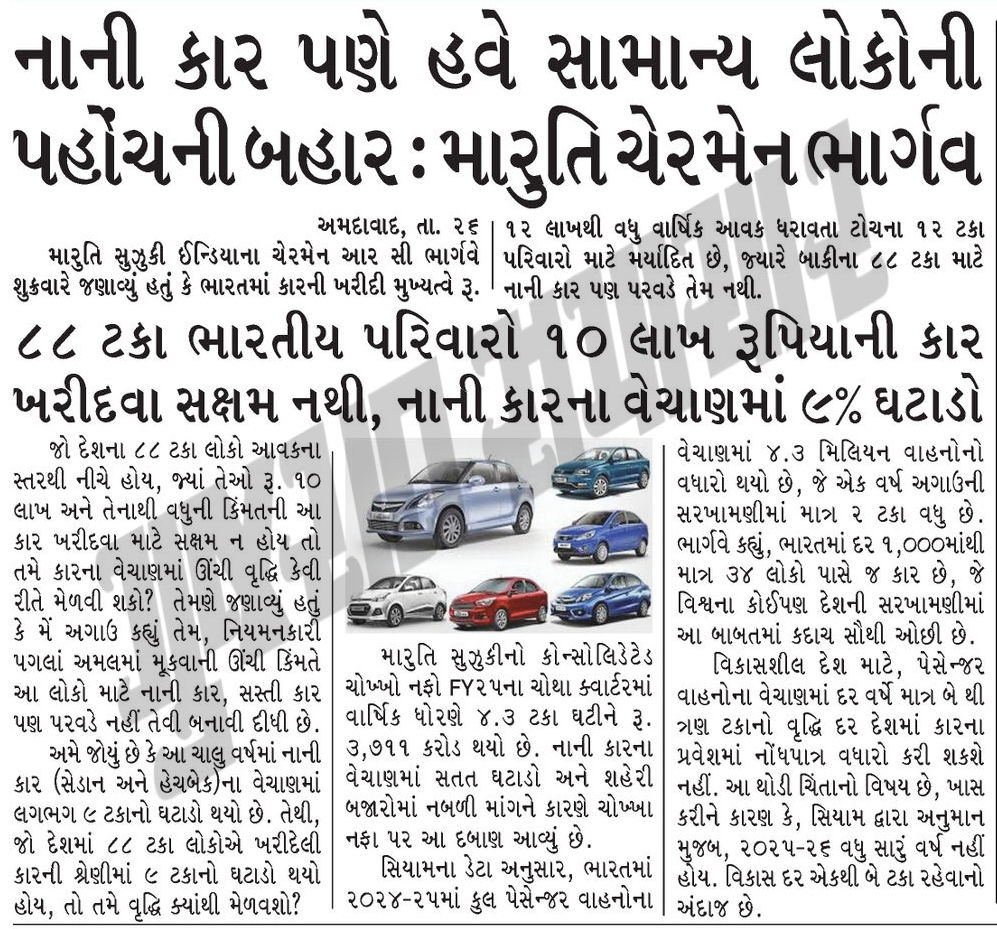 નાની કાર પણે હવે સામાન્ય લોકોની
પહોંચની બહાર : મારુતિ ચેરમેન ભાર્ગવ
અમદાવાદ, તા. ૨૬
મારુતિ સુઝુકી ઈન્ડિયાના ચેરમેન આર સી ભાર્ગવે
શુક્રવારે જણાવ્યું હતું કે ભારતમાં કારની ખરીદી મુખ્યત્વે રૂ.
૧૨ લાખથી વધુ વાર્ષિક આવક ધરાવતા ટોચના ૧૨ ટકા
પરિવારો માટે મર્યાદિત છે, જ્યારે બાકીના ૮૮ ટકા માટે
નાની કાર પણ પરવડે તેમ નથી.
૮૮ ટકા ભારતીય પરિવારો ૧૦ લાખ રૂપિયાની કાર
ખરીદવા સક્ષમ નથી, નાની કારના વેચાણમાં ૯% ઘટાડો
જો દેશના ૮૮ ટકા લોકો આવકના
સ્તરથી નીચે હોય, જ્યાં તેઓ રૂ. ૧૦
લાખ અને તેનાથી વધુની કિંમતની આ
કાર ખરીદવા માટે સક્ષમ ન હોય તો
તમે કારના વેચાણમાં ઊંચી વૃદ્ધિ કેવી
રીતે મેળવી શકો? તેમણે જણાવ્યું હતું
કે મેં અગાઉ કહ્યું તેમ, નિયમનકારી
પગલાં અમલમાં મૂકવાની ઊંચી કિંમતે
આ લોકો માટે નાની કાર, સસ્તી કાર
પણ પરવડે નહીં તેવી બનાવી દીધી છે.
અમે જોયું છે કે આ ચાલુ વર્ષમાં નાની
કાર (સેડાન અને હેચબેક)ના વેચાણમાં
લગભગ ૯ ટકાનો ઘટાડો થયો છે. તેથી,
જો દેશમાં ૮૮ ટકા લોકોએ ખરીદેલી
કારની શ્રેણીમાં ૯ ટકાનો ઘટાડો થયો
હોય, તો તમે વૃદ્ધિ ક્યાંથી મેળવશો?
મારુતિ સુઝુકીનો કોન્સોલિડેટેડ
ચોખ્ખો નફો FY૨૫ના ચોથા ક્વાર્ટરમાં
વાર્ષિક ધોરણે ૪.૩ ટકા ઘટીને રૂ.
૩,૭૧૧ કરોડ થયો છે. નાની કારના
વેચાણમાં સતત ઘટાડો અને શહેરી
બજારોમાં નબળી માંગને કારણે ચોખ્ખા
નફા પર આ દબાણ આવ્યું છે.
સિયામના ડેટા અનુસાર, ભારતમાં
૨૦૨૪-૨૫માં કુલ પેસેન્જર વાહનોના
વેચાણમાં ૪.૩ મિલિયન વાહનોનો
વધારો થયો છે, જે એક વર્ષ અગાઉની
સરખામણીમાં માત્ર ૨ ટકા વધુ છે.
ભાર્ગવે કહ્યું, ભારતમાં દર ૧,૦૦૦માંથી
માત્ર ૩૪ લોકો પાસે જ કાર છે, જે
વિશ્વના કોઈપણ દેશની સરખામણીમાં
આ બાબતમાં કદાચ સૌથી ઓછી છે.
વિકાસશીલ દેશ માટે, પેસેન્જર
વાહનોના વેચાણમાં દર વર્ષે માત્ર બે થી
ત્રણ ટકાનો વૃદ્ધિ દર દેશમાં કારના
પ્રવેશમાં નોંધપાત્ર વધારો કરી શકશે
નહીં. આ થોડી ચિંતાનો વિષય છે, ખાસ
કરીને કારણ કે, સિયામ દ્વારા અનુમાન
મુજબ, ૨૦૨૫-૨૬ વધુ સારું વર્ષ નહીં
હોય. વિકાસ દર એકથી બે ટકા રહેવાનો
અંદાજ છે.
ગુજરાત સમાચાર